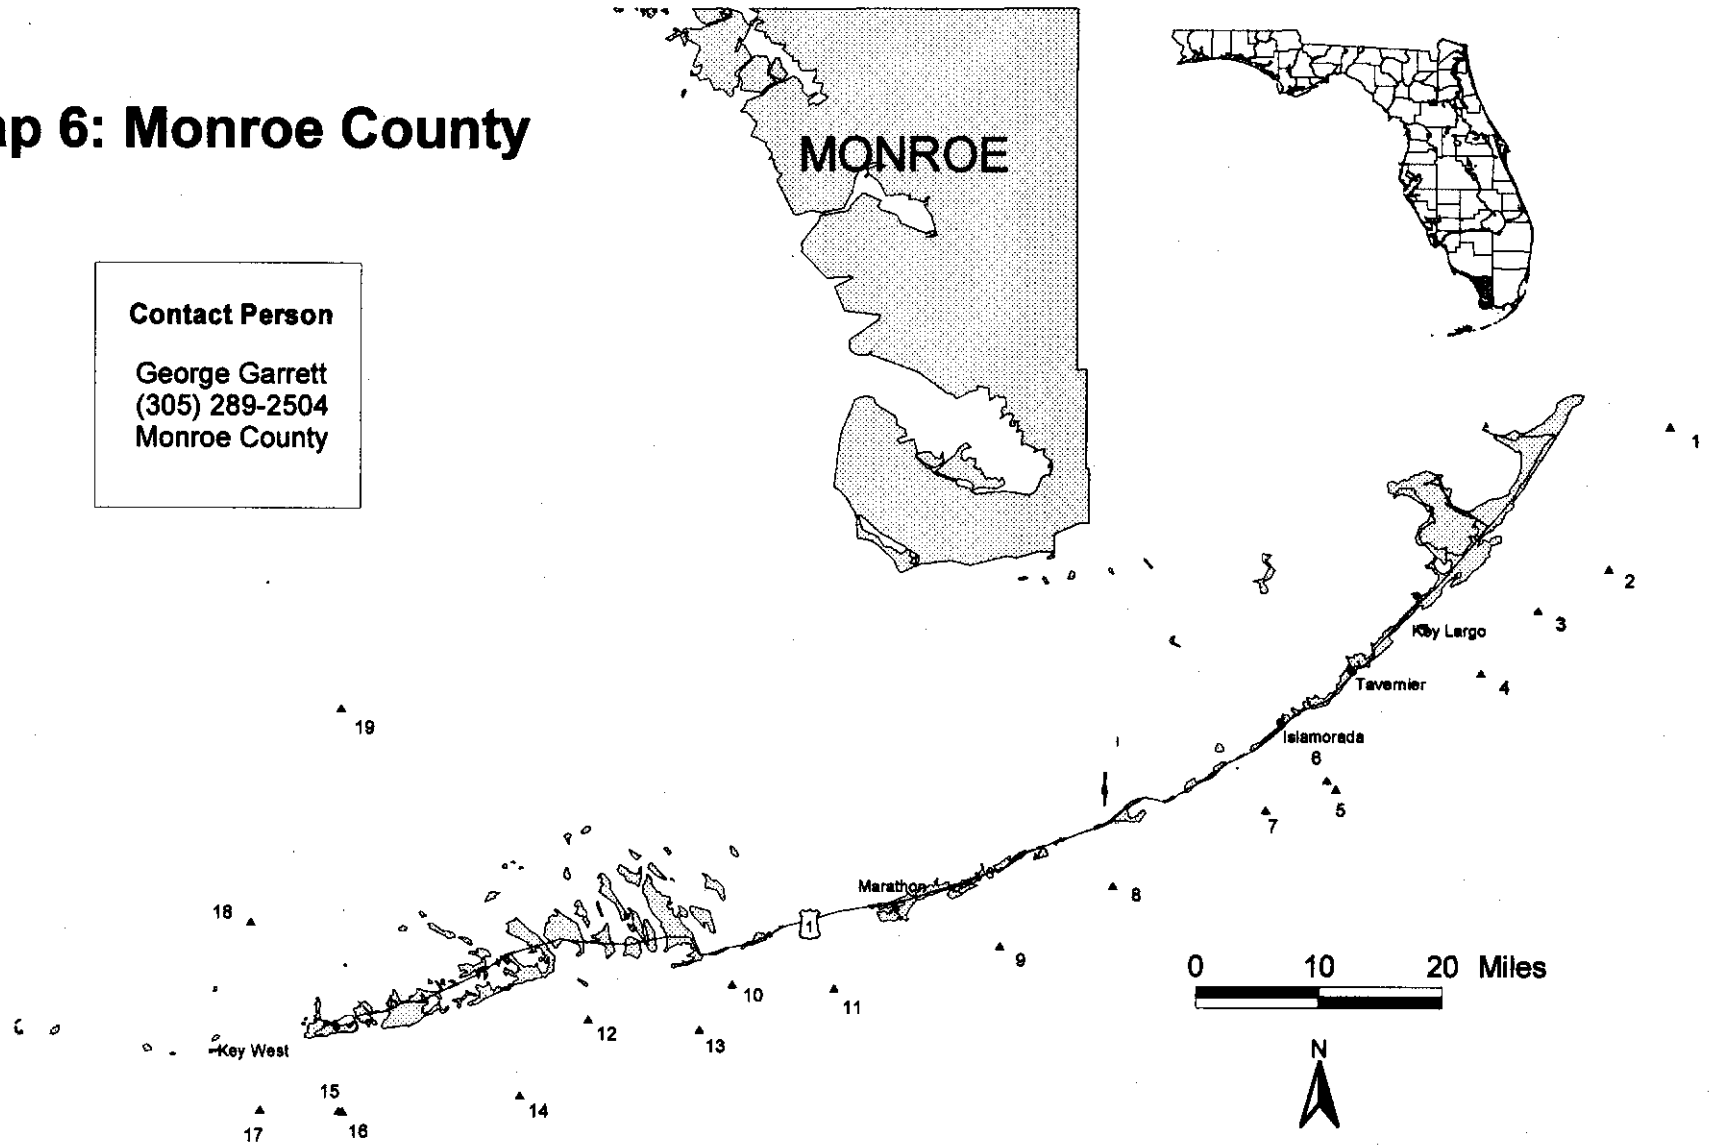 ap 6: Monroe County
MONROE
Contact Person
George Garrett
(305) 289-2504
Monroe County
1
2
3
Key Largo
4
Tavernier
19
Islamorada
6
5
7
Marathon
8
18
1
9
0 10 20 Miles
10
11
12
13
Key West
N
15
14
17
16